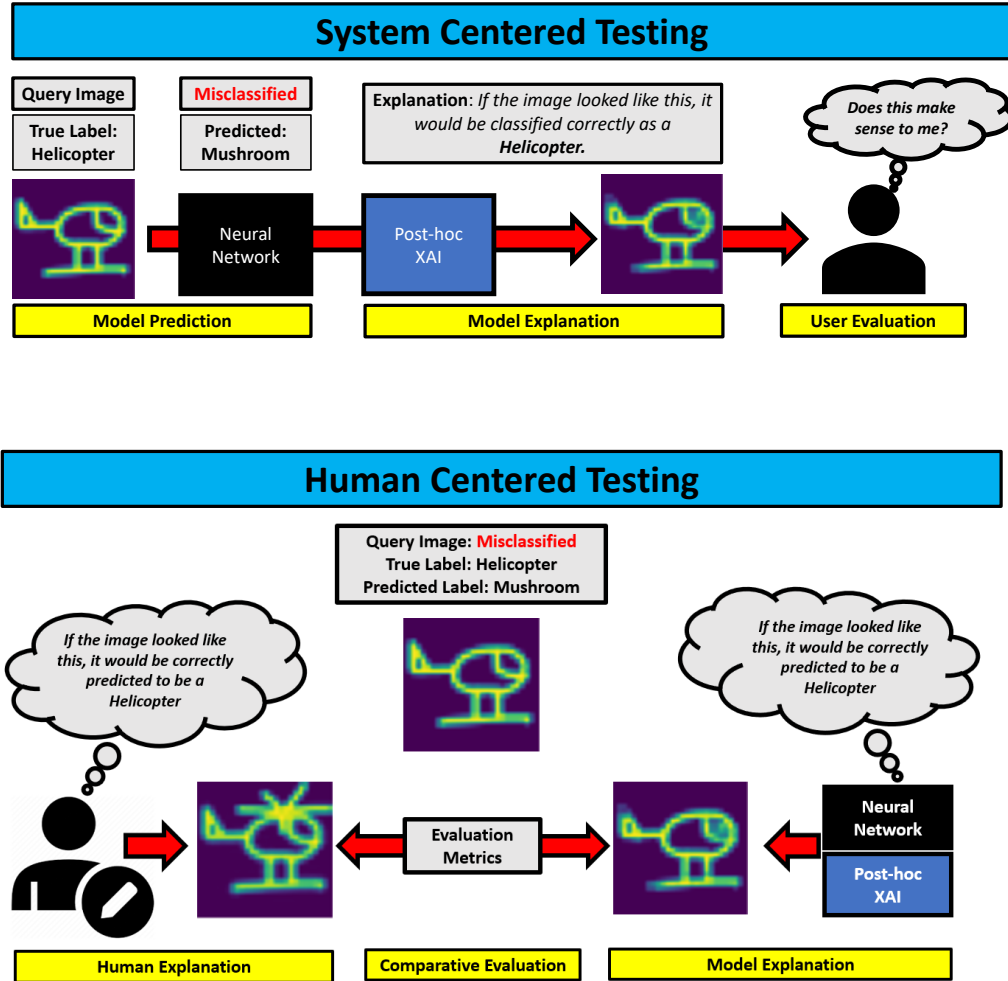 System Centered Testing
Query Image
Misclassified
True Label:
Helicopter
Predicted:
Mushroom
Explanation: If the image looked like this, it
would be classified correctly as a
Helicopter.
Does this make
sense to me?
Neural
Network
Post-hoc
XAI
Model Prediction
Model Explanation
User Evaluation
Human Centered Testing
Query Image: Misclassified
True Label: Helicopter
Predicted Label: Mushroom
If the image looked like
this, it would be correctly
predicted to be a
Helicopter
If the image looked like
this, it would be correctly
predicted to be a
Helicopter
Evaluation
Metrics
Neural
Network
Post-hoc
XAI
Human Explanation
Comparative Evaluation
Model Explanation